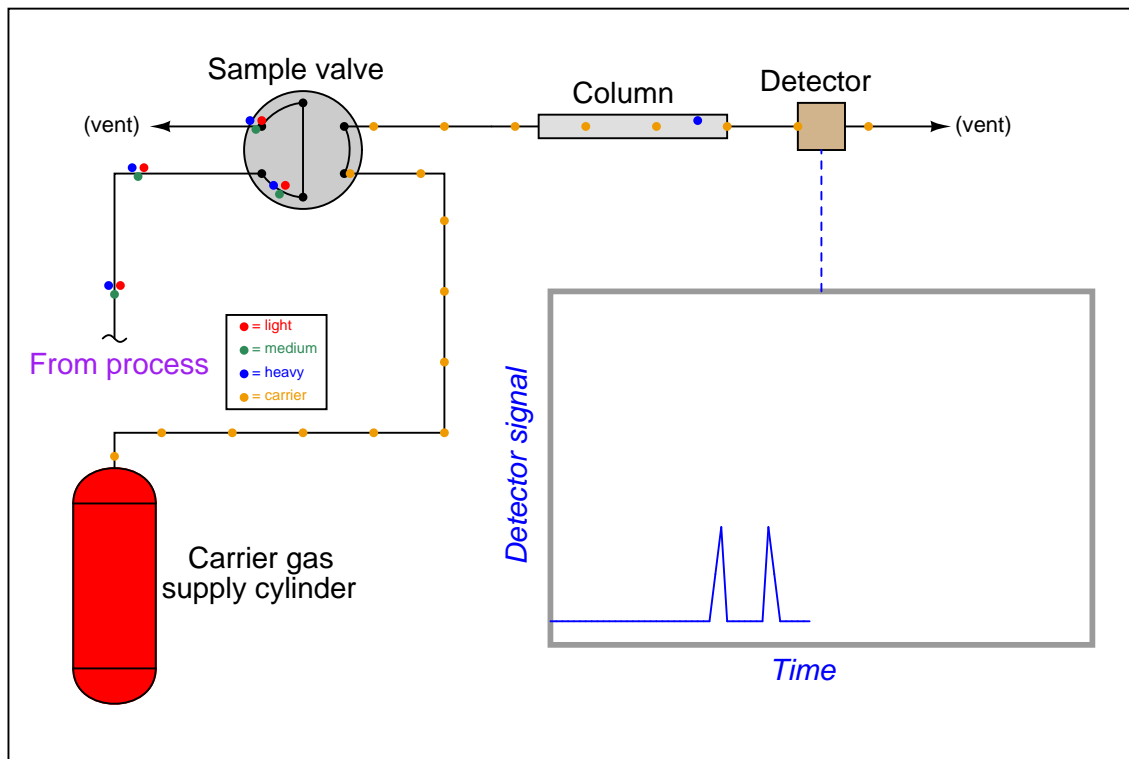 Sample valve
Column
Detector
(vent)
(vent)
= light
= medium
= heavy
= carrier
From process
Detector signal
Carrier gas
supply cylinder
Time